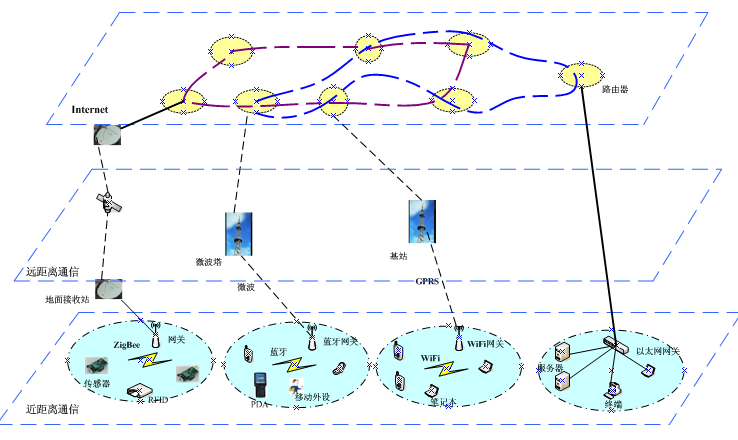 路由器
Internet
微波塔
基站
远距离通信
GPRS
微波
地面接收站
网关
蓝牙网关
WiFi网关
以太网网关
ZigBee
蓝牙
WiFi
服务器
传感器
RFID
PDA
移动外设
笔记本
终端
近距离通信